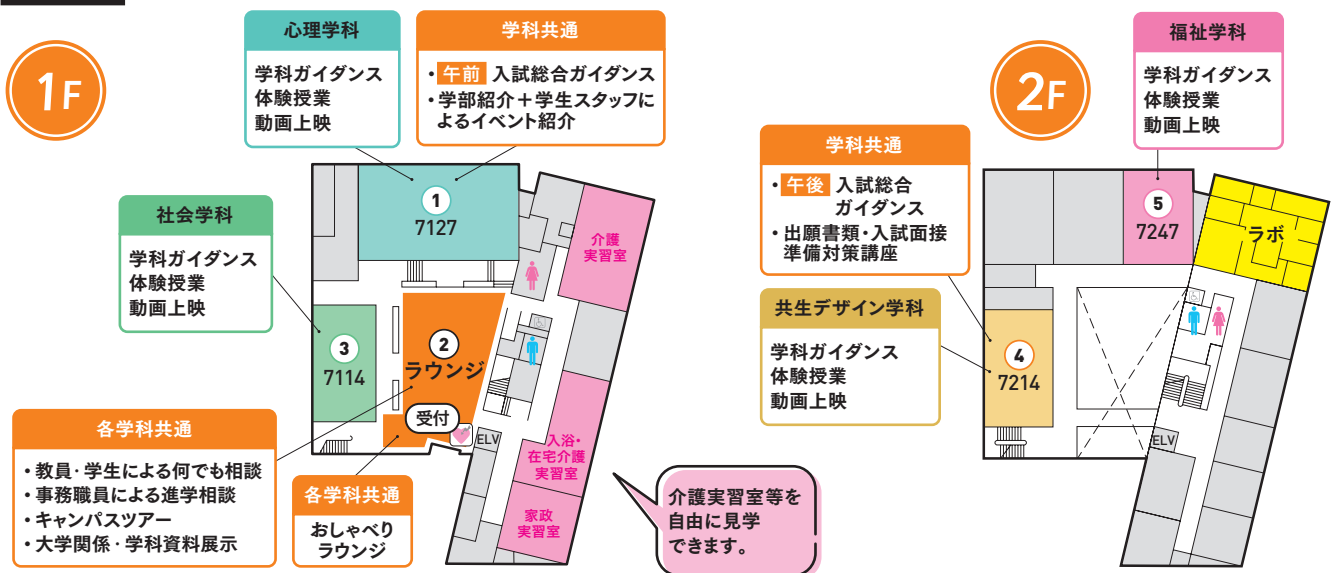 1F
心理学科
学科ガイダンス
体験授業
動画上映
学科共通
・午前 入試総合ガイダンス
・学部紹介＋学生スタッフに
よるイベント紹介
社会学科
学科ガイダンス
体験授業
動画上映
1
7127
介護
実習室
3
7114
2
ラウンジ
受付
ELV
入浴・
在宅介護
実習室
家政
実習室
各学科共通
・教員・学生による何でも相談
・事務職員による進学相談
・キャンパスツアー
・大学関係・学科資料展示
各学科共通
おしゃべり
ラウンジ
介護実習室等を
自由に見学
できます。
2F
福祉学科
学科ガイダンス
体験授業
動画上映
学科共通
・午後 入試総合
ガイダンス
・出願書類・入試面接
準備対策講座
共生デザイン学科
学科ガイダンス
体験授業
動画上映
5
7247
ラボ
4
7214
ELV